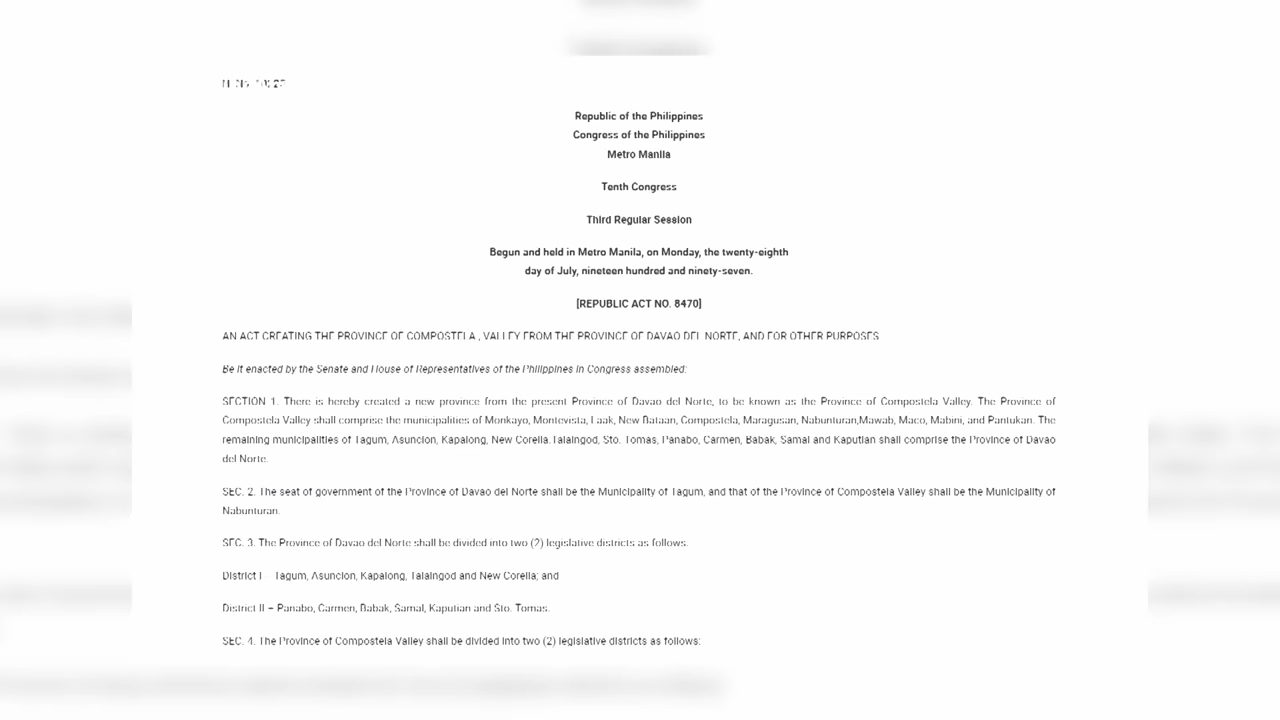 Republic of the Philippines
Congress of the Philippines
Metro Manila
Tenth Congress
Third Regular Session
Begun and held in Metro Manila, on Monday, the twenty-eighth
day of July, nineteen hundred and ninety-seven.
[REPUBLIC ACT NO. 8470]
AN ACT CREATING THE PROVINCE OF COMPOSTELA , VALLEY FROM THE PROVINCE OF DAVAO DEL NORTE, AND FOR OTHER PURPOSES
Be it enacted by the Senate and House of Representatives of the Philippines in Congress assembled:
SECTION 1. There is hereby created a new province from the present Province of Davao del Norte, to be known as the Province of Compostela Valley. The Province of
Compostela Valley shall comprise the municipalities of Monkayo, Montevista, Laak, New Bataan, Compostela, Maragusan, Nabunturan,Mawab, Maco, Mabini, and Pantukan. The
remaining municipalities of Tagum, Asuncion, Kapalong, New Corella.Talaingod, Sto. Tomas, Panabo, Carmen, Babak, Samal and Kaputian shall comprise the Province of Davao
del Norte.
SEC. 2. The seat of government of the Province of Davao del Norte shall be the Municipality of Tagum, and that of the Province of Compostela Valley shall be the Municipality of
Nabunturan.
SEC. 3. The Province of Davao del Norte shall be divided into two (2) legislative districts as follows.
District I – Tagum, Asuncion, Kapalong, Talaingod and New Corella; and
District II – Panabo, Carmen, Babak, Samal, Kaputian and Sto. Tomas.
SEC. 4. The Province of Compostela Valley shall be divided into two (2) legislative districts as follows: